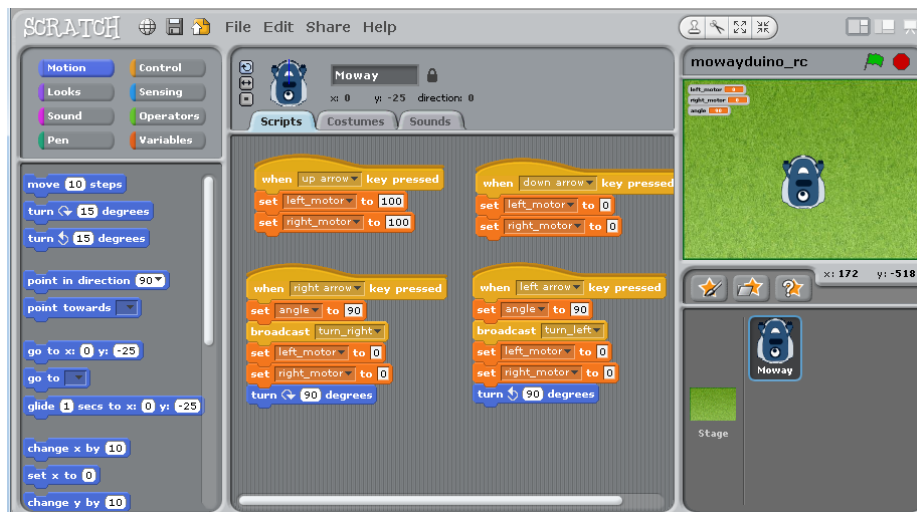 SCRATCH File Edit Share Help
Motion Control
Looks Sensing
Sound Operators
Pen Variables
move 10 steps
turn 15 degrees
turn 15 degrees
point in direction 90
point towards
go to x: 0 y: -25
go to
glide 1 secs to x: 0 y: -25
change x by 10
set x to 0
change y by 10
Moway
x: 0 y: -25 direction: 0
Scripts Costumes Sounds
when up arrow key pressed
set left_motor to 100
set right_motor to 100
when down arrow key pressed
set left_motor to 0
set right_motor to 0
when right arrow key pressed
set angle to 90
broadcast turn_right
set left_motor to 0
set right_motor to 0
turn 90 degrees
when left arrow key pressed
set angle to 90
broadcast turn_left
set left_motor to 0
set right_motor to 0
turn 90 degrees
mowayduino_rc
left_motor 0
right_motor 0
angle 90
x: 172 y: -518
Moway
Stage